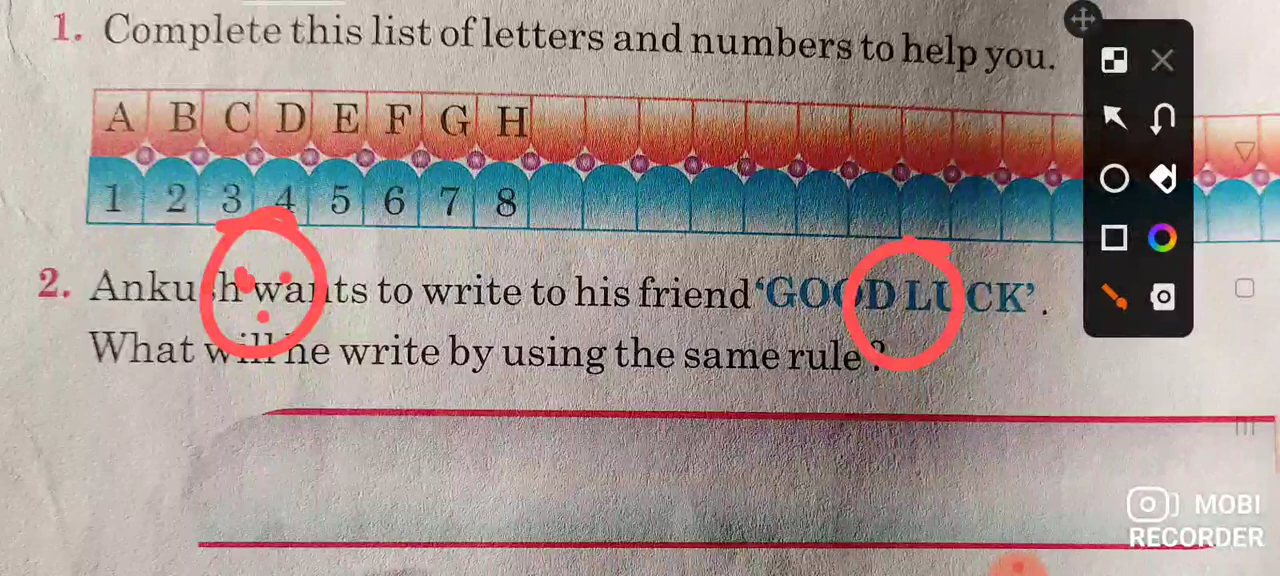 1. Complete this list of letters and numbers to help you.
A B C D E F G H
1 2 3 4 5 6 7 8
2. Ankush wants to write to his friend 'GOOD LUCK'.
What will he write by using the same rule?
MOBI
RECORDER